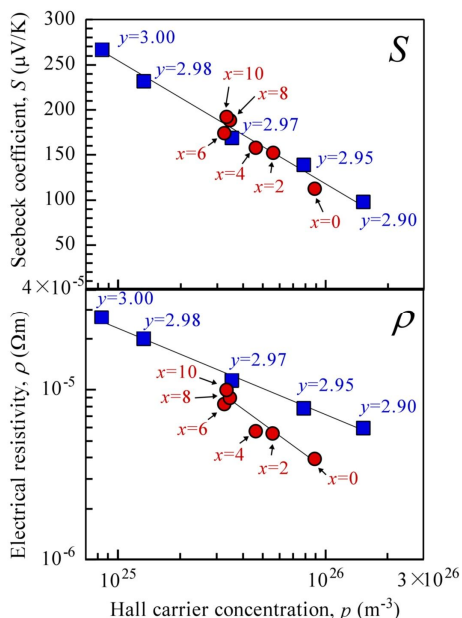 300
250
200
150
100
50
Seebeck coefficient, S (μV/K)
S
y=3.00
y=2.98
x=10
x=8
y=2.97
x=6
x=4
x=2
y=2.95
x=0
y=2.90
4×10⁻⁵
10⁻⁵
10⁻⁶
Electrical resistivity, ρ (Ωm)
ρ
y=3.00
y=2.98
y=2.97
x=10
x=8
x=6
x=4
x=2
y=2.95
x=0
y=2.90
10²⁵
10²⁶
3×10²⁶
Hall carrier concentration, p (m⁻³)